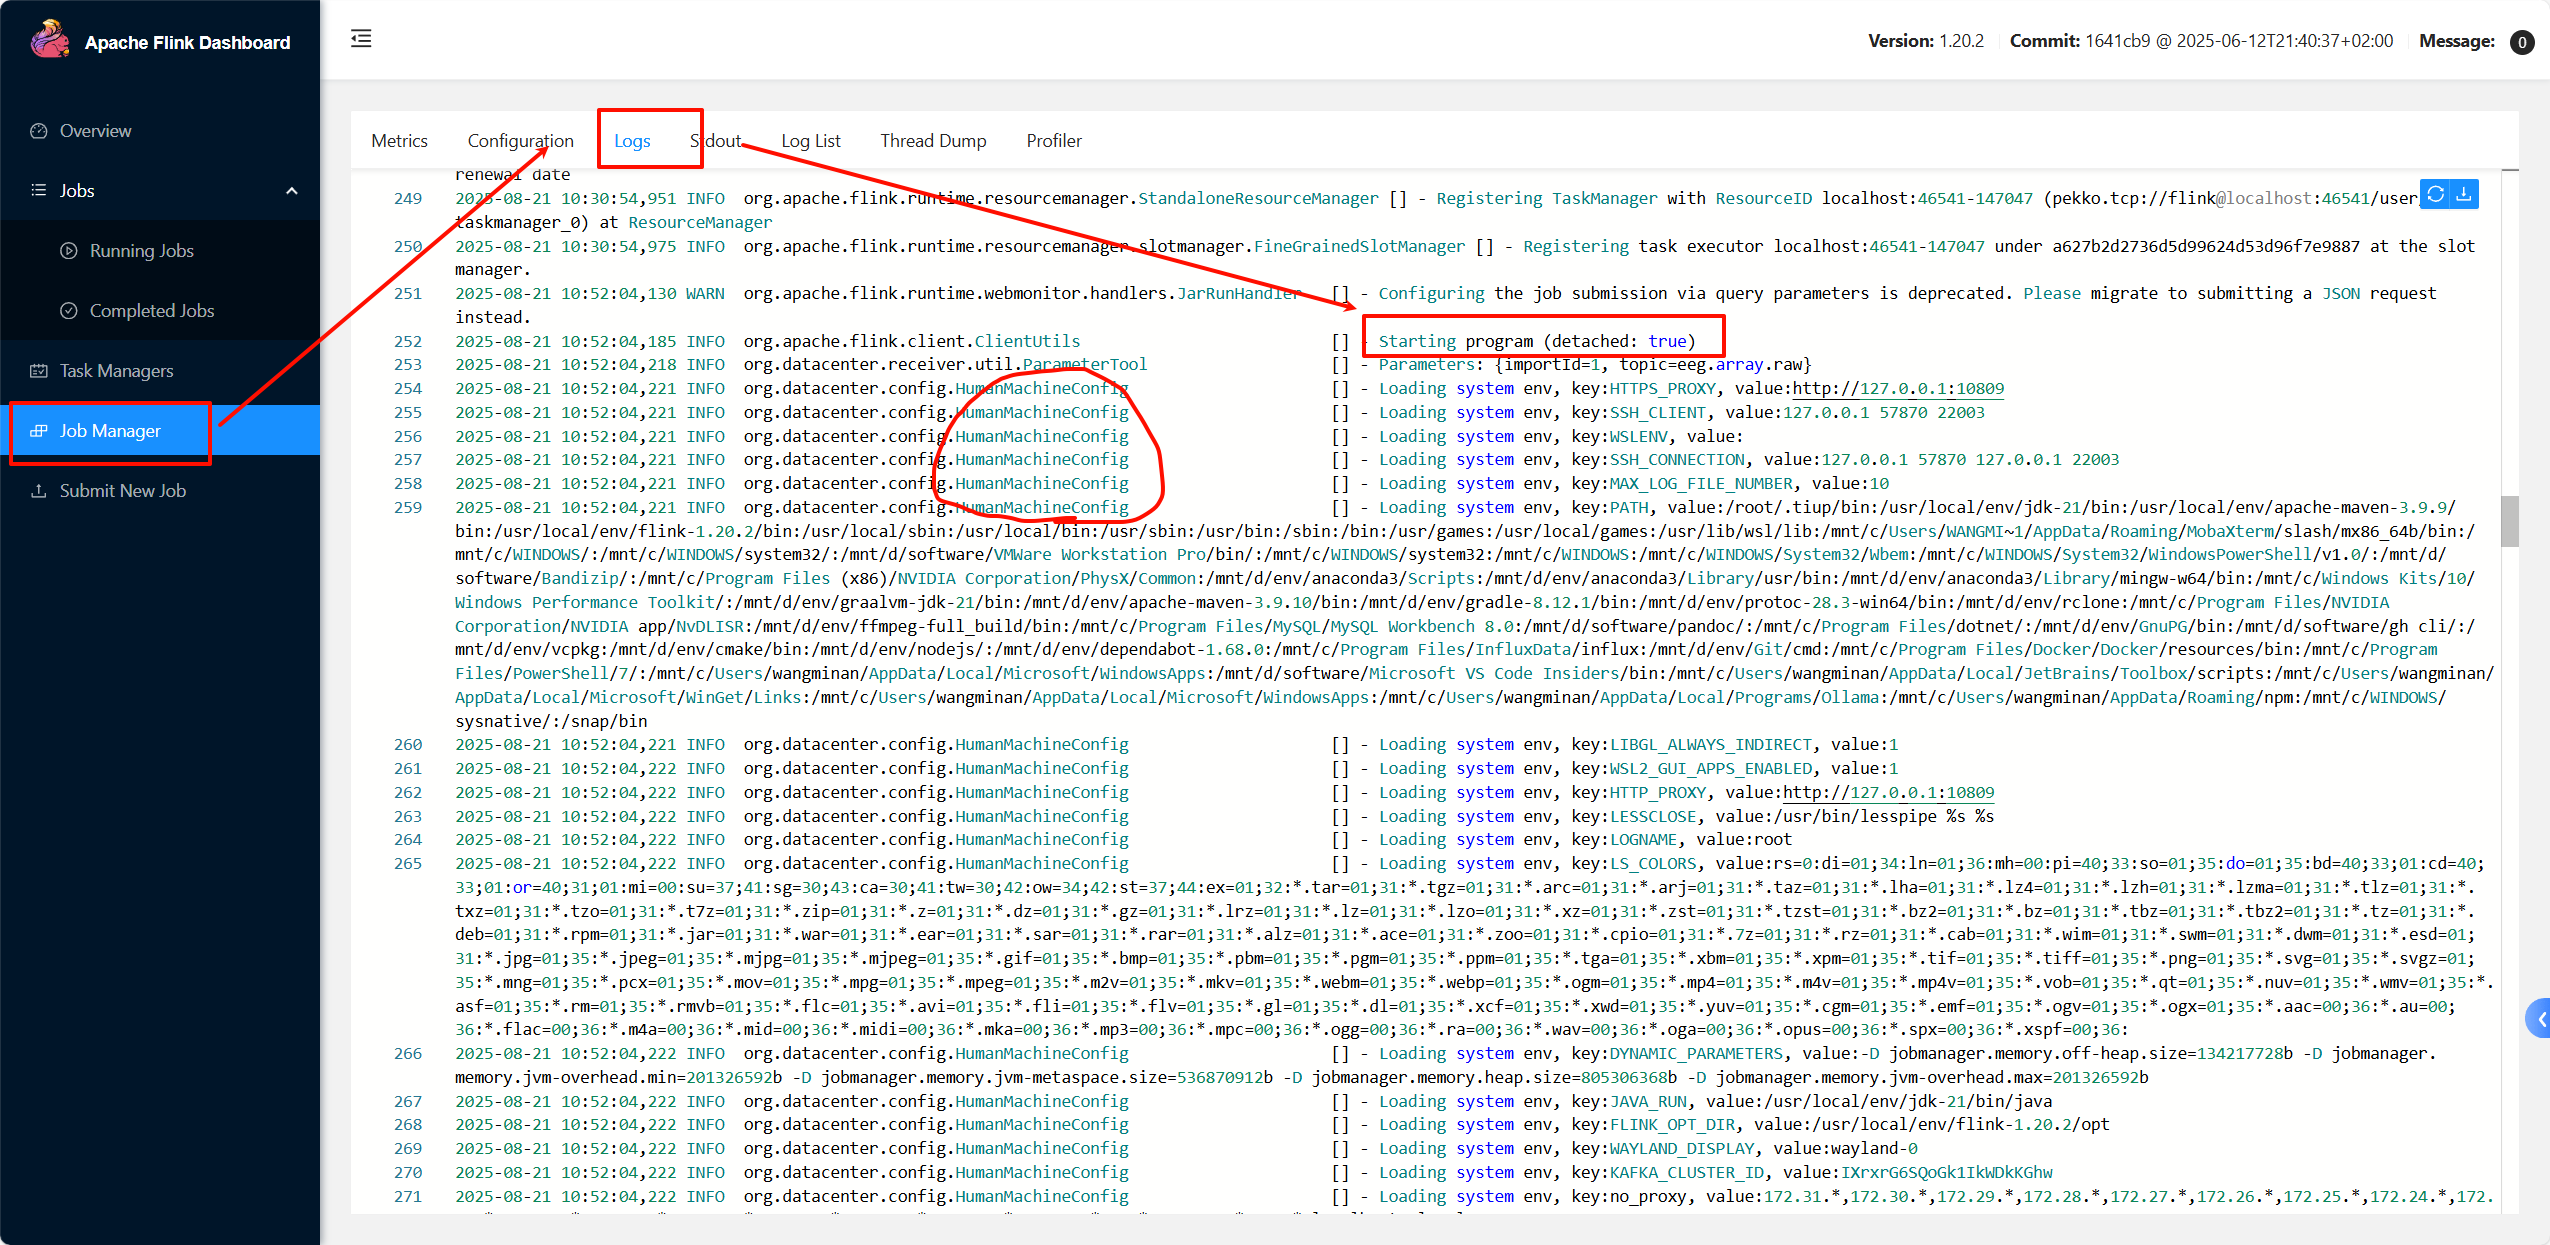 Apache Flink Dashboard
Version: 1.20.2 Commit: 1641cb9 @ 2025-06-12T21:40:37+02:00 Message: 0
Overview
Jobs
Running Jobs
Completed Jobs
Task Managers
Job Manager
Submit New Job
Metrics Configuration Logs Stdout Log List Thread Dump Profiler
renewal date
249 2025-08-21 10:30:54,951 INFO org.apache.flink.runtime.resourcemanager.StandaloneResourceManager [] - Registering TaskManager with ResourceID localhost:46541-147047 (pekko.tcp://flink@localhost:46541/user
taskmanager_0) at ResourceManager
250 2025-08-21 10:30:54,975 INFO org.apache.flink.runtime.resourcemanager.slotmanager.FineGrainedSlotManager [] - Registering task executor localhost:46541-147047 under a627b2d2736d5d99624d53d96f7e9887 at the slot
manager.
251 2025-08-21 10:52:04,130 WARN org.apache.flink.runtime.webmonitor.handlers.JarRunHandler [] - Configuring the job submission via query parameters is deprecated. Please migrate to submitting a JSON request
instead.
252 2025-08-21 10:52:04,185 INFO org.apache.flink.client.ClientUtils [] - Starting program (detached: true)
253 2025-08-21 10:52:04,218 INFO org.datacenter.receiver.util.ParameterTool [] - Parameters: {importId=1, topic=eeg.array.raw}
254 2025-08-21 10:52:04,221 INFO org.datacenter.config.HumanMachineConfig [] - Loading system env, key:HTTPS_PROXY, value:http://127.0.0.1:10809
255 2025-08-21 10:52:04,221 INFO org.datacenter.config.HumanMachineConfig [] - Loading system env, key:SSH_CLIENT, value:127.0.0.1 57870 22003
256 2025-08-21 10:52:04,221 INFO org.datacenter.config.HumanMachineConfig [] - Loading system env, key:WSLENV, value:
257 2025-08-21 10:52:04,221 INFO org.datacenter.config.HumanMachineConfig [] - Loading system env, key:SSH_CONNECTION, value:127.0.0.1 57870 127.0.0.1 22003
258 2025-08-21 10:52:04,221 INFO org.datacenter.config.HumanMachineConfig [] - Loading system env, key:MAX_LOG_FILE_NUMBER, value:10
259 2025-08-21 10:52:04,221 INFO org.datacenter.config.HumanMachineConfig [] - Loading system env, key:PATH, value:/root/.tiup/bin:/usr/local/env/jdk-21/bin:/usr/local/env/apache-maven-3.9.9/
bin:/usr/local/env/flink-1.20.2/bin:/usr/local/sbin:/usr/local/bin:/usr/sbin:/usr/bin:/sbin:/bin:/usr/games:/usr/local/games:/usr/lib/wsl/lib:/mnt/c/Users/WANGMI~1/AppData/Roaming/MobaXterm/slash/mx86_64b/bin:/
mnt/c/WINDOWS/:/mnt/c/WINDOWS/system32/:/mnt/d/software/VMWare Workstation Pro/bin/:/mnt/c/WINDOWS/system32:/mnt/c/WINDOWS:/mnt/c/WINDOWS/System32/Wbem:/mnt/c/WINDOWS/System32/WindowsPowerShell/v1.0/:/mnt/d/
software/Bandizip/:/mnt/c/Program Files (x86)/NVIDIA Corporation/PhysX/Common:/mnt/d/env/anaconda3/Scripts:/mnt/d/env/anaconda3/Library/usr/bin:/mnt/d/env/anaconda3/Library/mingw-w64/bin:/mnt/c/Windows Kits/10/
Windows Performance Toolkit/:/mnt/d/env/graalvm-jdk-21/bin:/mnt/d/env/apache-maven-3.9.10/bin:/mnt/d/env/gradle-8.12.1/bin:/mnt/d/env/protoc-28.3-win64/bin:/mnt/d/env/rclone:/mnt/c/Program Files/NVIDIA
Corporation/NVIDIA app/NvDLISR:/mnt/d/env/ffmpeg-full_build/bin:/mnt/c/Program Files/MySQL/MySQL Workbench 8.0:/mnt/d/software/pandoc/:/mnt/c/Program Files/dotnet/:/mnt/d/env/GnuPG/bin:/mnt/d/software/gh cli/:/
mnt/d/env/vcpkg:/mnt/d/env/cmake/bin:/mnt/d/env/nodejs/:/mnt/d/env/dependabot-1.68.0:/mnt/c/Program Files/InfluxData/influx:/mnt/d/env/Git/cmd:/mnt/c/Program Files/Docker/Docker/resources/bin:/mnt/c/Program
Files/PowerShell/7/:/mnt/c/Users/wangminan/AppData/Local/Microsoft/WindowsApps:/mnt/d/software/Microsoft VS Code Insiders/bin:/mnt/c/Users/wangminan/AppData/Local/JetBrains/Toolbox/scripts:/mnt/c/Users/wangminan/
AppData/Local/Microsoft/WinGet/Links:/mnt/c/Users/wangminan/AppData/Local/Microsoft/WindowsApps:/mnt/c/Users/wangminan/AppData/Local/Programs/Ollama:/mnt/c/Users/wangminan/AppData/Roaming/npm:/mnt/c/WINDOWS/
sysnative/:/snap/bin
260 2025-08-21 10:52:04,221 INFO org.datacenter.config.HumanMachineConfig [] - Loading system env, key:LIBGL_ALWAYS_INDIRECT, value:1
261 2025-08-21 10:52:04,222 INFO org.datacenter.config.HumanMachineConfig [] - Loading system env, key:WSL2_GUI_APPS_ENABLED, value:1
262 2025-08-21 10:52:04,222 INFO org.datacenter.config.HumanMachineConfig [] - Loading system env, key:HTTP_PROXY, value:http://127.0.0.1:10809
263 2025-08-21 10:52:04,222 INFO org.datacenter.config.HumanMachineConfig [] - Loading system env, key:LESSCLOSE, value:/usr/bin/lesspipe %s %s
264 2025-08-21 10:52:04,222 INFO org.datacenter.config.HumanMachineConfig [] - Loading system env, key:LOGNAME, value:root
265 2025-08-21 10:52:04,222 INFO org.datacenter.config.HumanMachineConfig [] - Loading system env, key:LS_COLORS, value:rs=0:di=01;34:ln=01;36:mh=00:pi=40;33:so=01;35:do=01;35:bd=40;33;01:cd=40;
33;01:or=40;31;01:mi=00:su=37;41:sg=30;43:ca=30;41:tw=30;42:ow=34;42:st=37;44:ex=01;32:*.tar=01;31:*.tgz=01;31:*.arc=01;31:*.arj=01;31:*.taz=01;31:*.lha=01;31:*.lz4=01;31:*.lzh=01;31:*.lzma=01;31:*.tlz=01;31:*.
txz=01;31:*.tzo=01;31:*.t7z=01;31:*.zip=01;31:*.z=01;31:*.dz=01;31:*.gz=01;31:*.lrz=01;31:*.lz=01;31:*.lzo=01;31:*.xz=01;31:*.zst=01;31:*.tzst=01;31:*.bz2=01;31:*.bz=01;31:*.tbz=01;31:*.tbz2=01;31:*.tz=01;31:*.
deb=01;31:*.rpm=01;31:*.jar=01;31:*.war=01;31:*.ear=01;31:*.sar=01;31:*.rar=01;31:*.alz=01;31:*.ace=01;31:*.zoo=01;31:*.cpio=01;31:*.7z=01;31:*.rz=01;31:*.cab=01;31:*.wim=01;31:*.swm=01;31:*.dwm=01;31:*.esd=01;
31:*.jpg=01;35:*.jpeg=01;35:*.mjpg=01;35:*.mjpeg=01;35:*.gif=01;35:*.bmp=01;35:*.pbm=01;35:*.pgm=01;35:*.ppm=01;35:*.tga=01;35:*.xbm=01;35:*.xpm=01;35:*.tif=01;35:*.tiff=01;35:*.png=01;35:*.svg=01;35:*.svgz=01;
35:*.mng=01;35:*.pcx=01;35:*.mov=01;35:*.mpg=01;35:*.mpeg=01;35:*.m2v=01;35:*.mkv=01;35:*.webm=01;35:*.webp=01;35:*.ogm=01;35:*.mp4=01;35:*.m4v=01;35:*.mp4v=01;35:*.vob=01;35:*.qt=01;35:*.nuv=01;35:*.wmv=01;35:*.
asf=01;35:*.rm=01;35:*.rmvb=01;35:*.flc=01;35:*.avi=01;35:*.fli=01;35:*.flv=01;35:*.gl=01;35:*.dl=01;35:*.xcf=01;35:*.xwd=01;35:*.yuv=01;35:*.cgm=01;35:*.emf=01;35:*.ogv=01;35:*.ogx=01;35:*.aac=00;36:*.au=00;
36:*.flac=00;36:*.m4a=00;36:*.mid=00;36:*.midi=00;36:*.mka=00;36:*.mp3=00;36:*.mpc=00;36:*.ogg=00;36:*.ra=00;36:*.wav=00;36:*.oga=00;36:*.opus=00;36:*.spx=00;36:*.xspf=00;36:
266 2025-08-21 10:52:04,222 INFO org.datacenter.config.HumanMachineConfig [] - Loading system env, key:DYNAMIC_PARAMETERS, value:-D jobmanager.memory.off-heap.size=134217728b -D jobmanager.
memory.jvm-overhead.min=201326592b -D jobmanager.memory.jvm-metaspace.size=536870912b -D jobmanager.memory.heap.size=805306368b -D jobmanager.memory.jvm-overhead.max=201326592b
267 2025-08-21 10:52:04,222 INFO org.datacenter.config.HumanMachineConfig [] - Loading system env, key:JAVA_RUN, value:/usr/local/env/jdk-21/bin/java
268 2025-08-21 10:52:04,222 INFO org.datacenter.config.HumanMachineConfig [] - Loading system env, key:FLINK_OPT_DIR, value:/usr/local/env/flink-1.20.2/opt
269 2025-08-21 10:52:04,222 INFO org.datacenter.config.HumanMachineConfig [] - Loading system env, key:WAYLAND_DISPLAY, value:wayland-0
270 2025-08-21 10:52:04,222 INFO org.datacenter.config.HumanMachineConfig [] - Loading system env, key:KAFKA_CLUSTER_ID, value:IXrxrG6SQoGk1IkWDkKGhw
271 2025-08-21 10:52:04,222 INFO org.datacenter.config.HumanMachineConfig [] - Loading system env, key:no_proxy, value:172.31.*,172.30.*,172.29.*,172.28.*,172.27.*,172.26.*,172.25.*,172.24.*,172.